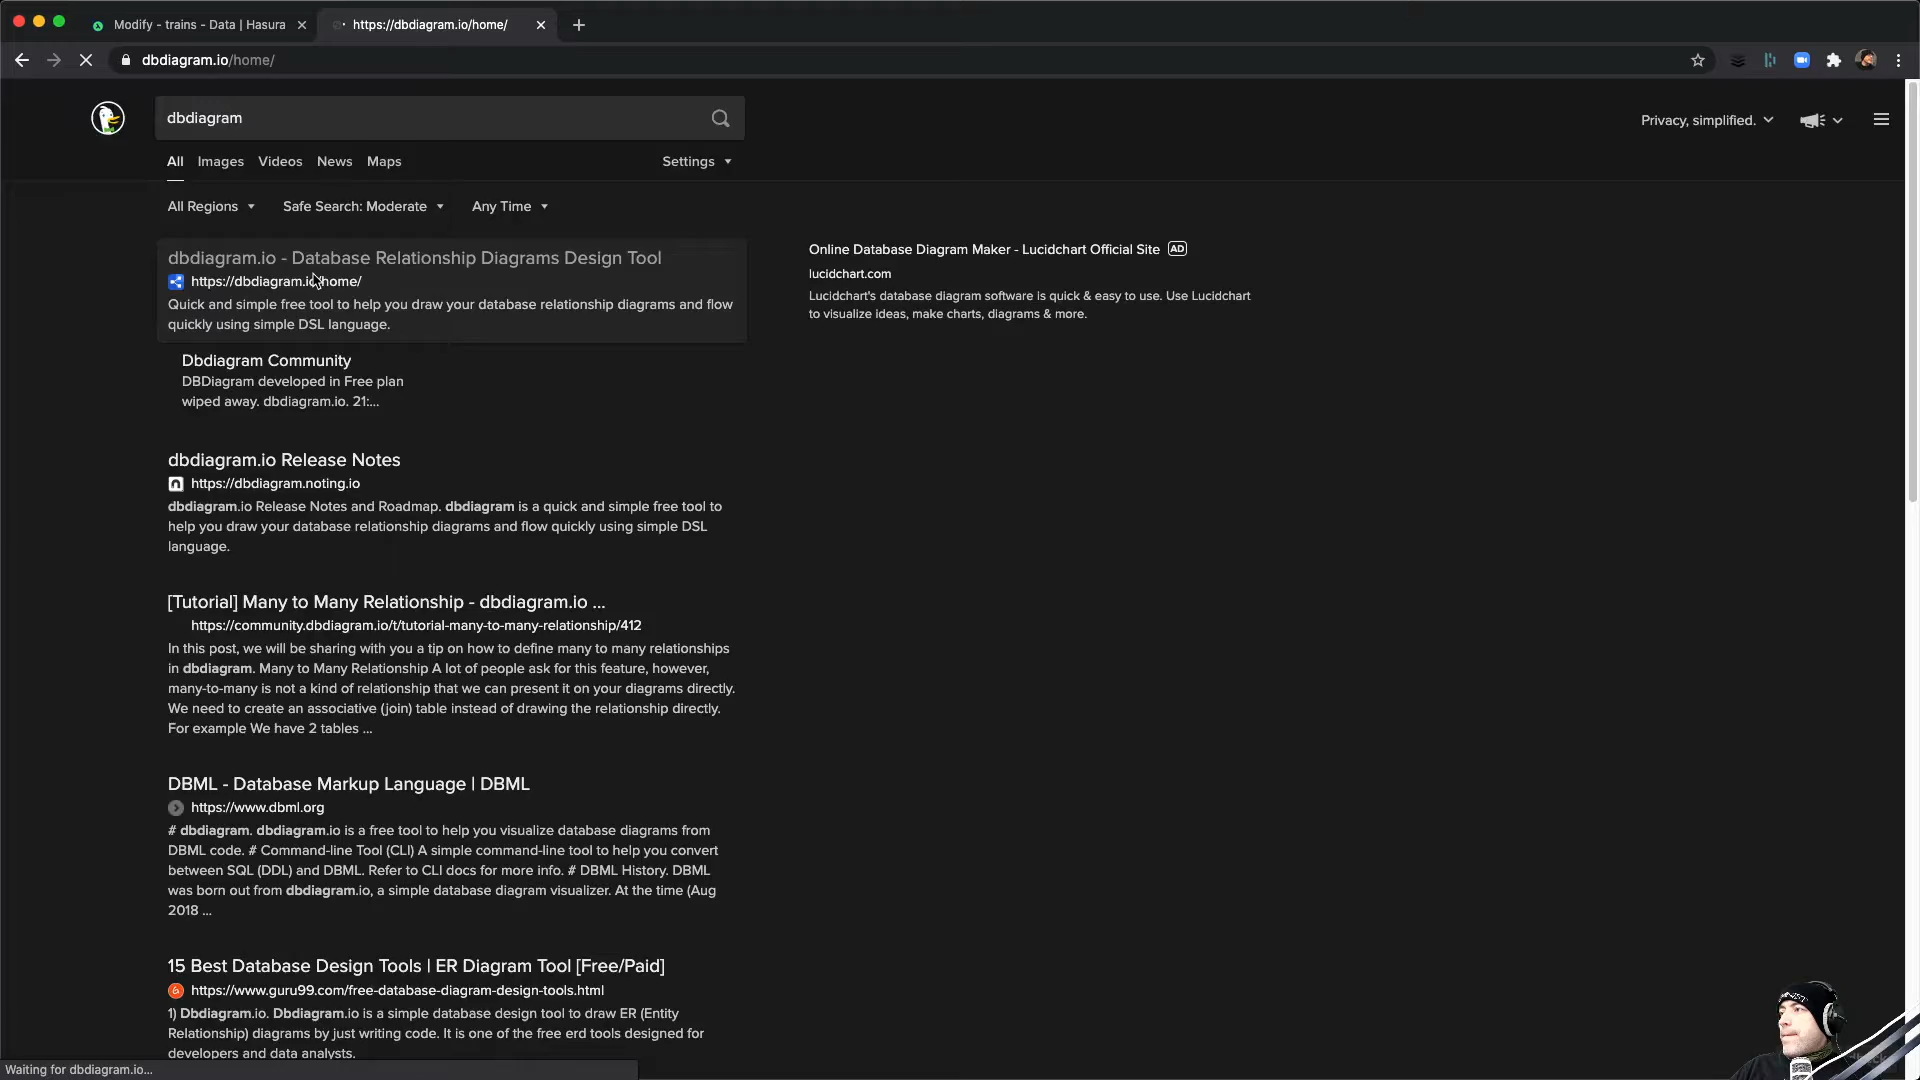 Modify - trains - Data | Hasura
https://dbdiagram.io/home/
dbdiagram.io/home/
dbdiagram
Privacy, simplified.
All Images Videos News Maps Settings
All Regions Safe Search: Moderate Any Time
dbdiagram.io - Database Relationship Diagrams Design Tool
https://dbdiagram.io/home/
Quick and simple free tool to help you draw your database relationship diagrams and flow
quickly using simple DSL language.
Online Database Diagram Maker - Lucidchart Official Site AD
lucidchart.com
Lucidchart's database diagram software is quick & easy to use. Use Lucidchart
to visualize ideas, make charts, diagrams & more.
Dbdiagram Community
DBDiagram developed in Free plan
wiped away. dbdiagram.io. 21:...
dbdiagram.io Release Notes
https://dbdiagram.noting.io
dbdiagram.io Release Notes and Roadmap. dbdiagram is a quick and simple free tool to
help you draw your database relationship diagrams and flow quickly using simple DSL
language.
[Tutorial] Many to Many Relationship - dbdiagram.io ...
https://community.dbdiagram.io/t/tutorial-many-to-many-relationship/412
In this post, we will be sharing with you a tip on how to define many to many relationships
in dbdiagram. Many to Many Relationship A lot of people ask for this feature, however,
many-to-many is not a kind of relationship that we can present it on your diagrams directly.
We need to create an associative (join) table instead of drawing the relationship directly.
For example We have 2 tables ...
DBML - Database Markup Language | DBML
https://www.dbml.org
# dbdiagram. dbdiagram.io is a free tool to help you visualize database diagrams from
DBML code. # Command-line Tool (CLI) A simple command-line tool to help you convert
between SQL (DDL) and DBML. Refer to CLI docs for more info. # DBML History. DBML
was born out from dbdiagram.io, a simple database diagram visualizer. At the time (Aug
2018 ...
15 Best Database Design Tools | ER Diagram Tool [Free/Paid]
https://www.guru99.com/free-database-diagram-design-tools.html
1) Dbdiagram.io. Dbdiagram.io is a simple database design tool to draw ER (Entity
Relationship) diagrams by just writing code. It is one of the free erd tools designed for
developers and data analysts.
Waiting for dbdiagram.io...